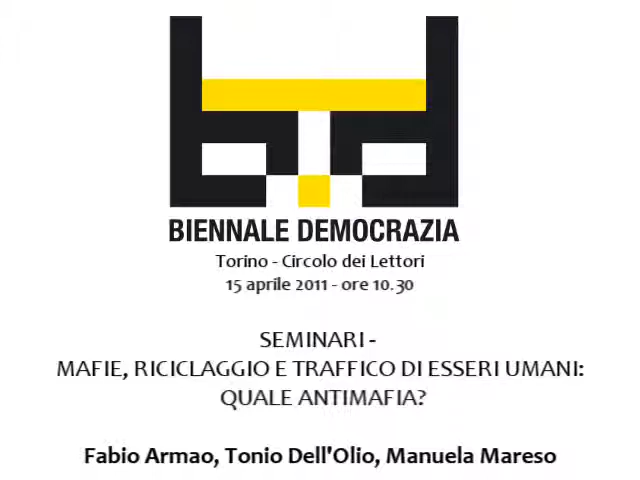 BIENNALE DEMOCRAZIA
Torino - Circolo dei Lettori
15 aprile 2011 - ore 10.30
SEMINARI -
MAFIE, RICICLAGGIO E TRAFFICO DI ESSERI UMANI:
QUALE ANTIMAFIA?
Fabio Armao, Tonio Dell'Olio, Manuela Mareso